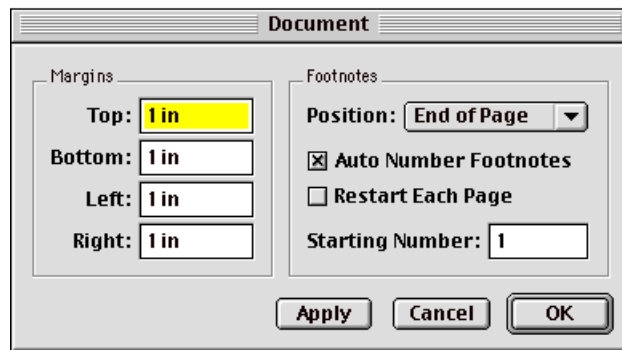 Document
Margins
Top: 1 in
Bottom: 1 in
Left: 1 in
Right: 1 in
Footnotes
Position: End of Page
Auto Number Footnotes
Restart Each Page
Starting Number: 1
Apply Cancel OK